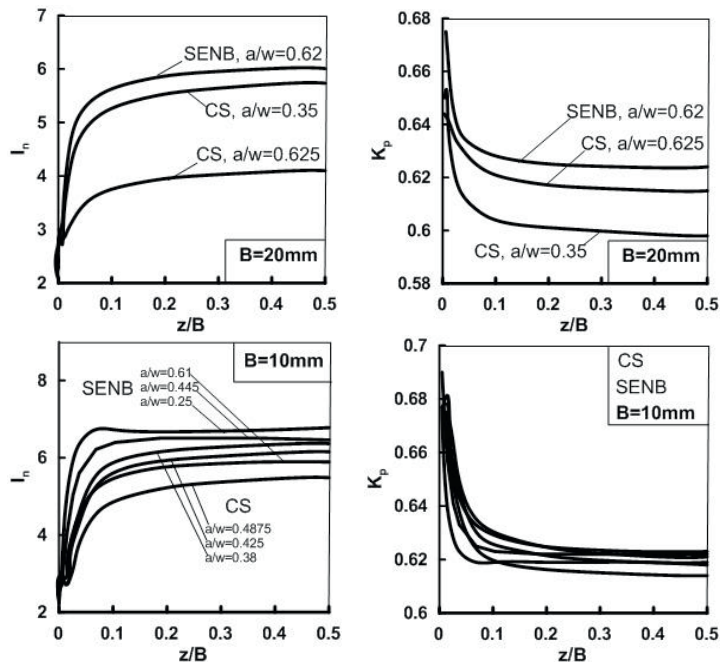 7
6
5
4
3
2
I_n
SENB, a/w=0.62
CS, a/w=0.35
CS, a/w=0.625
B=20mm
0 0.1 0.2 0.3 0.4 0.5
z/B
0.68
0.66
0.64
0.62
0.6
0.58
K_p
SENB, a/w=0.62
CS, a/w=0.625
CS, a/w=0.35
B=20mm
0 0.1 0.2 0.3 0.4 0.5
z/B
8
6
4
2
I_n
B=10mm
a/w=0.61
SENB a/w=0.445
a/w=0.25
CS
a/w=0.4875
a/w=0.425
a/w=0.38
0 0.1 0.2 0.3 0.4 0.5
z/B
0.7
0.68
0.66
0.64
0.62
0.6
K_p
CS
SENB
B=10mm
0 0.1 0.2 0.3 0.4 0.5
z/B